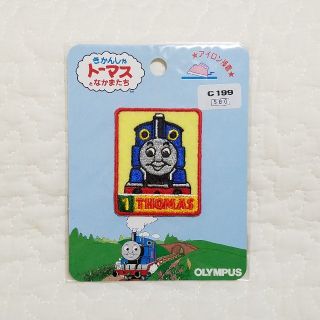 きかんしゃ
トーマス
となかまたち
★アイロン接着★
C 199
560
1 THOMAS
OLYMPUS